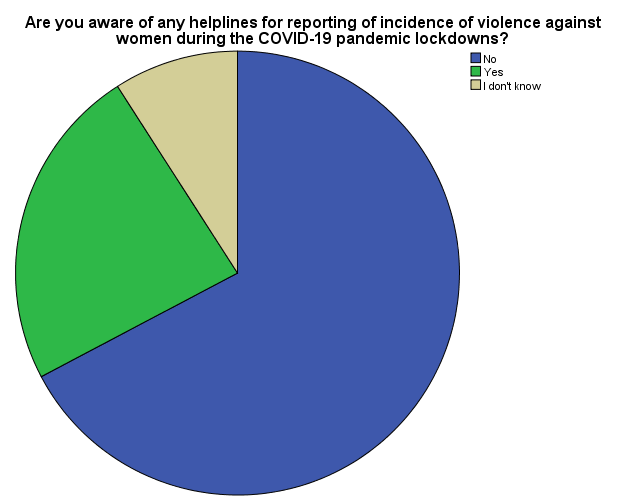 Are you aware of any helplines for reporting of incidence of violence against
women during the COVID-19 pandemic lockdowns?
No
Yes
I don't know